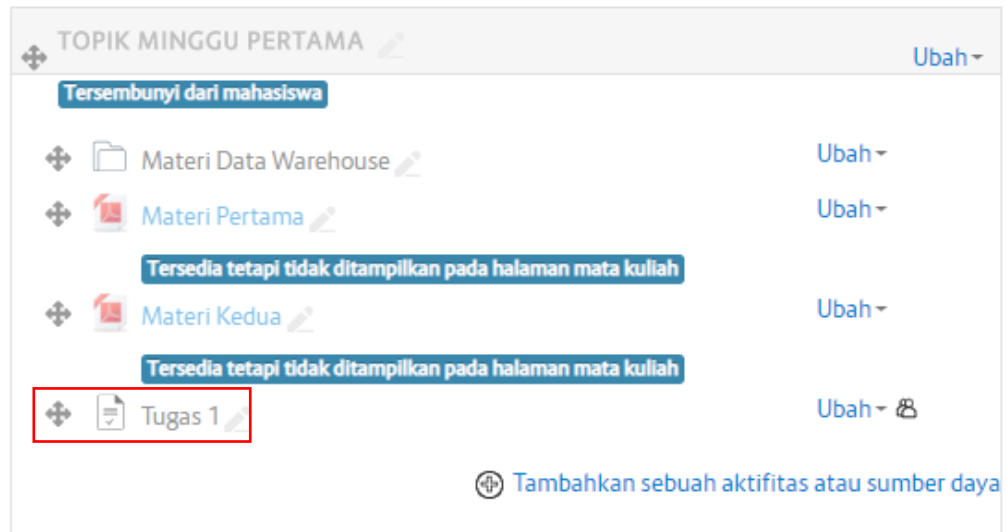 TOPIK MINGGU PERTAMA
Ubah
Tersembunyi dari mahasiswa
Materi Data Warehouse Ubah
Materi Pertama Ubah
Tersedia tetapi tidak ditampilkan pada halaman mata kuliah
Materi Kedua Ubah
Tersedia tetapi tidak ditampilkan pada halaman mata kuliah
Tugas 1 Ubah
Tambahkan sebuah aktifitas atau sumber daya